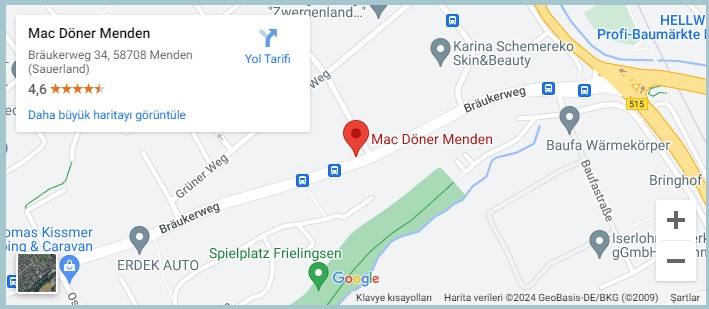 Mac Döner Menden
Bräukerweg 34, 58708 Menden
(Sauerland)
4,6
Daha büyük haritayı görüntüle
Yol Tarifi
"Zwergenland...
HELLW
Profi-Baumärkte
Karina Schemereko
Skin&Beauty
Weg
Bräukerweg
515
Mac Döner Menden
Baufa Wärmekörper
Grüner Weg
Baufastraße
Bringhof
Bräukerweg
omas Kissmer
ping & Caravan
ERDEK AUTO
Spielplatz Frielingsen
Iserlohn
gGmbH
Google
Os
Klavye kısayolları
Harita verileri ©2024 GeoBasis-DE/BKG (©2009)
Şartlar